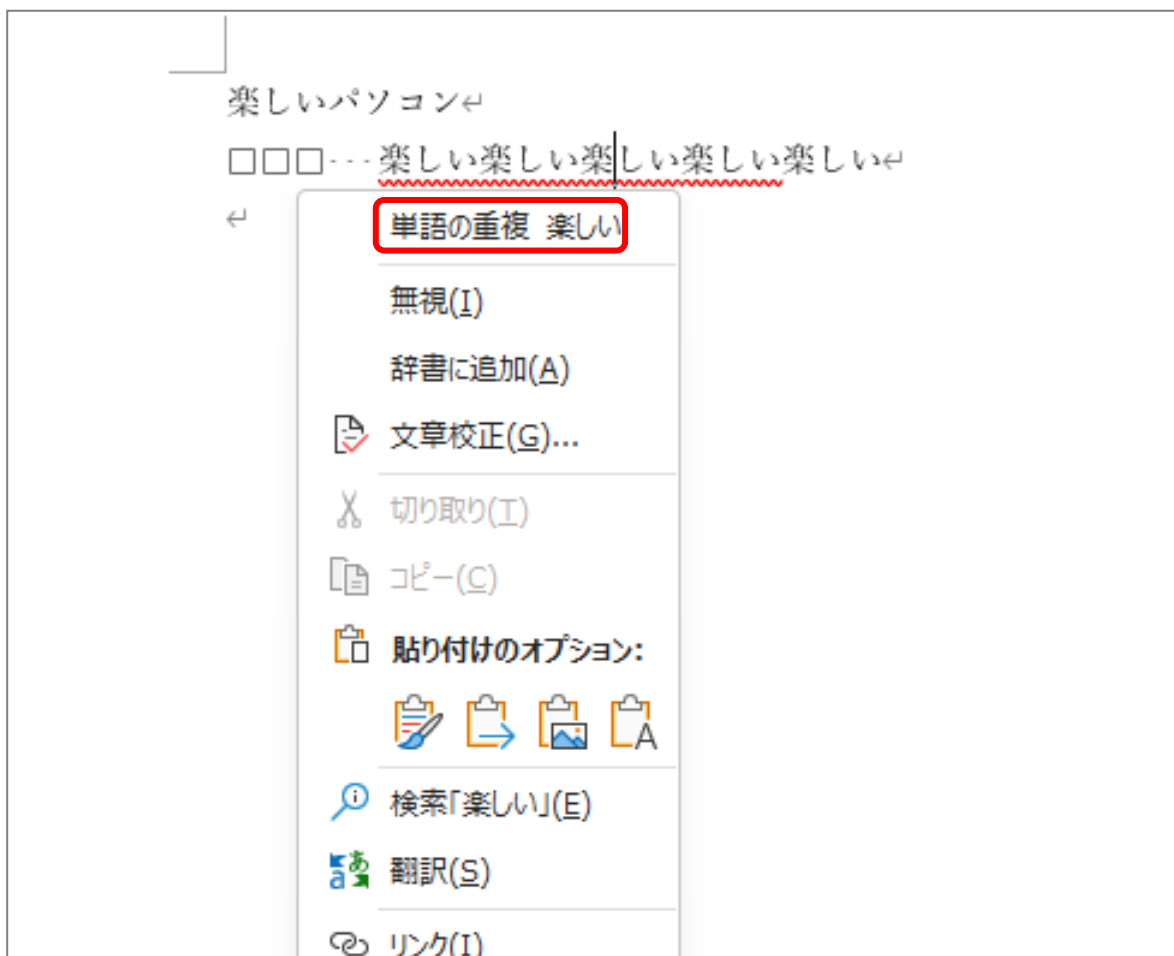 楽しいパソコン↵
□□□···楽しい楽しい楽しい楽しい楽しい↵
↵
単語の重複 楽しい
無視(I)
辞書に追加(A)
文章校正(G)...
切り取り(T)
コピー(C)
貼り付けのオプション:
検索「楽しい」(E)
翻訳(S)
リンク(I)